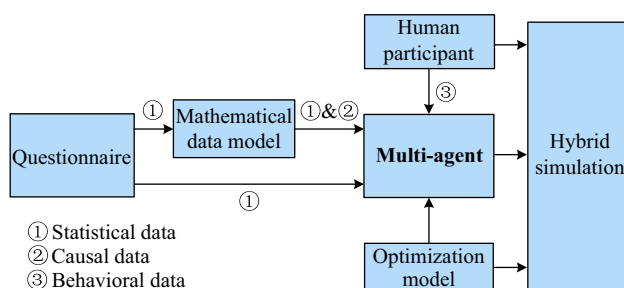 Human
participant
①
Mathematical
data model
①&②
③
Questionnaire
Multi-agent
Hybrid
simulation
①
① Statistical data
② Causal data
③ Behavioral data
Optimization
model